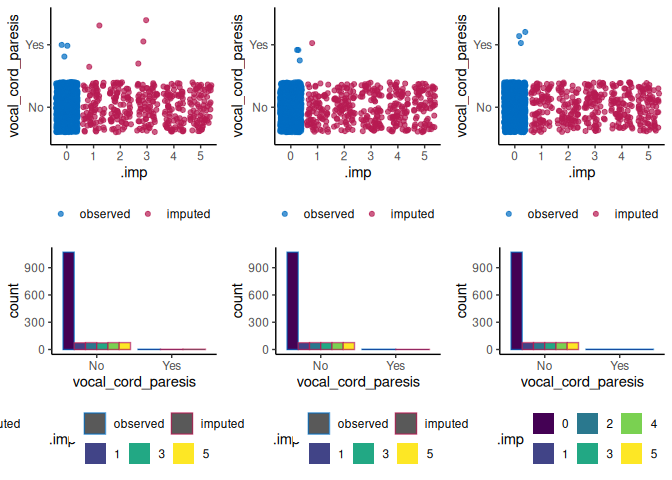 vocal_cord_paresis
Yes
No
0 1 2 3 4 5
.imp
observed imputed
vocal_cord_paresis
Yes
No
0 1 2 3 4 5
.imp
observed imputed
vocal_cord_paresis
Yes
No
0 1 2 3 4 5
.imp
observed imputed
count
900
600
300
0
No Yes
vocal_cord_paresis
count
900
600
300
0
No Yes
vocal_cord_paresis
count
900
600
300
0
No Yes
vocal_cord_paresis
uted
observed imputed
.imp
1 3 5
observed imputed
.imp
1 3 5
.imp
0 2 4
1 3 5